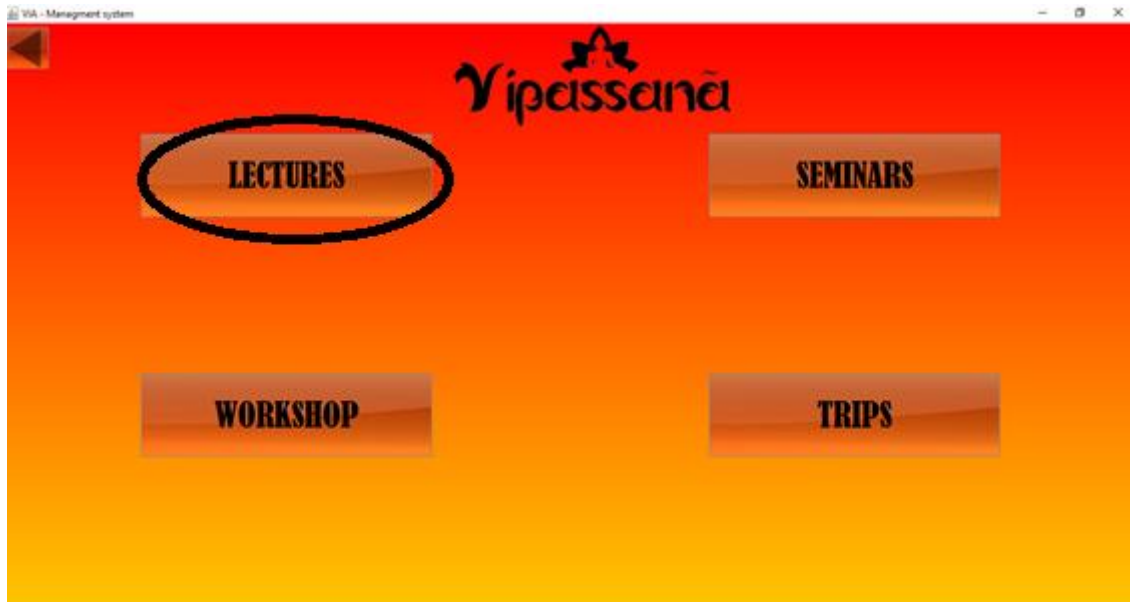 VIA - Managment system
Vipassanā
LECTURES
SEMINARS
WORKSHOP
TRIPS